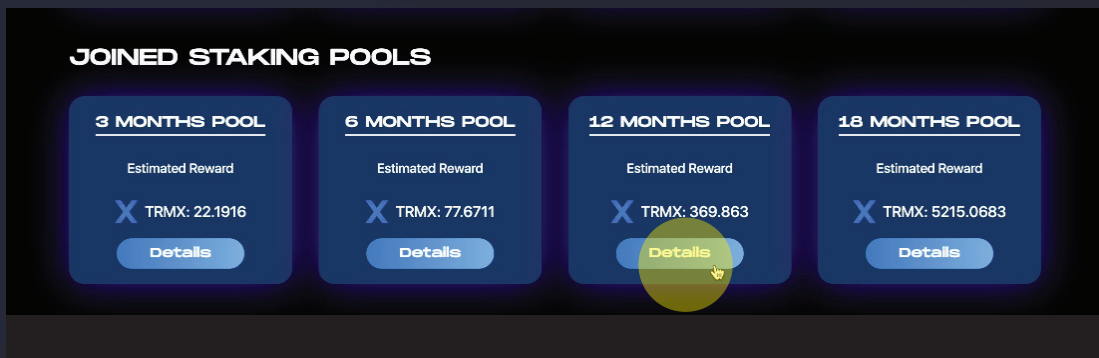 JOINED STAKING POOLS
3 MONTHS POOL
Estimated Reward
TRMX: 22.1916
Details
6 MONTHS POOL
Estimated Reward
TRMX: 77.6711
Details
12 MONTHS POOL
Estimated Reward
TRMX: 369.863
Details
18 MONTHS POOL
Estimated Reward
TRMX: 5215.0683
Details